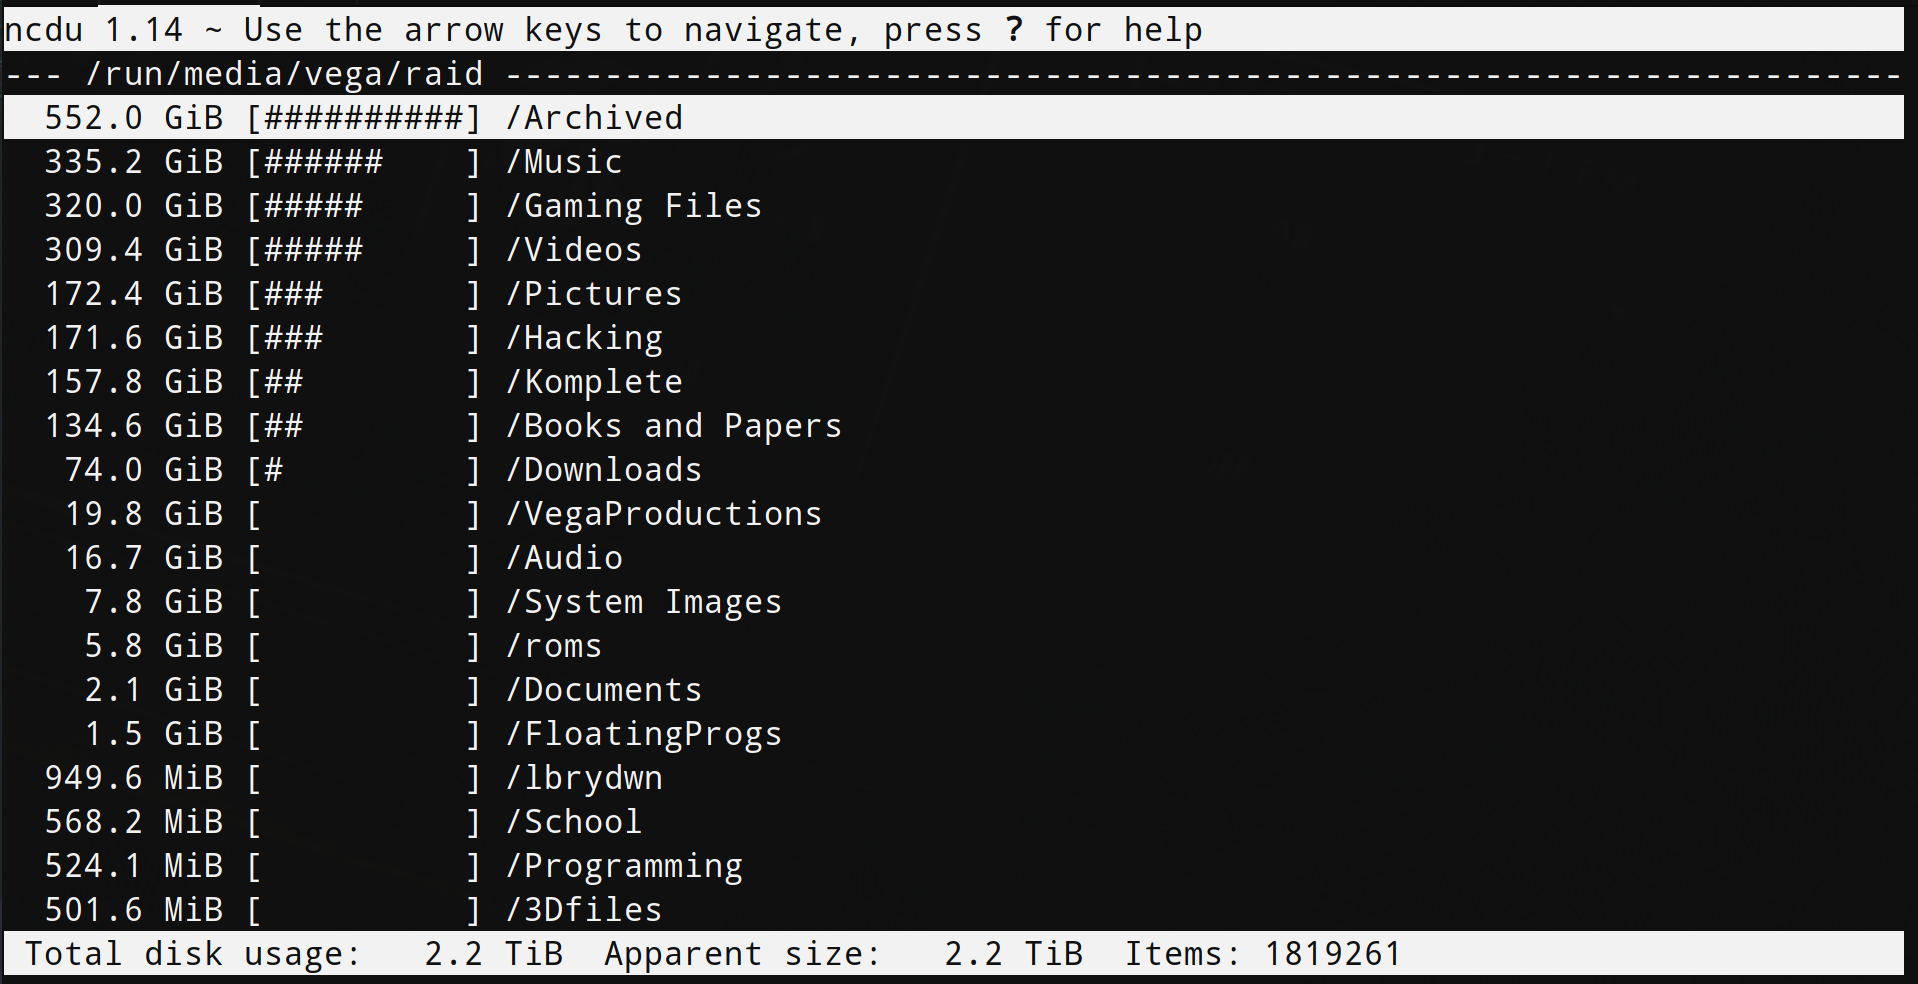 ncdu 1.14 ~ Use the arrow keys to navigate, press ? for help
--- /run/media/vega/raid ----------------------------------------------------------------------
  552.0 GiB [##########] /Archived
  335.2 GiB [######    ] /Music
  320.0 GiB [#####     ] /Gaming Files
  309.4 GiB [#####     ] /Videos
  172.4 GiB [###       ] /Pictures
  171.6 GiB [###       ] /Hacking
  157.8 GiB [##        ] /Komplete
  134.6 GiB [##        ] /Books and Papers
   74.0 GiB [#         ] /Downloads
   19.8 GiB [          ] /VegaProductions
   16.7 GiB [          ] /Audio
    7.8 GiB [          ] /System Images
    5.8 GiB [          ] /roms
    2.1 GiB [          ] /Documents
    1.5 GiB [          ] /FloatingProgs
  949.6 MiB [          ] /lbrydwn
  568.2 MiB [          ] /School
  524.1 MiB [          ] /Programming
  501.6 MiB [          ] /3Dfiles
 Total disk usage:   2.2 TiB  Apparent size:   2.2 TiB  Items: 1819261